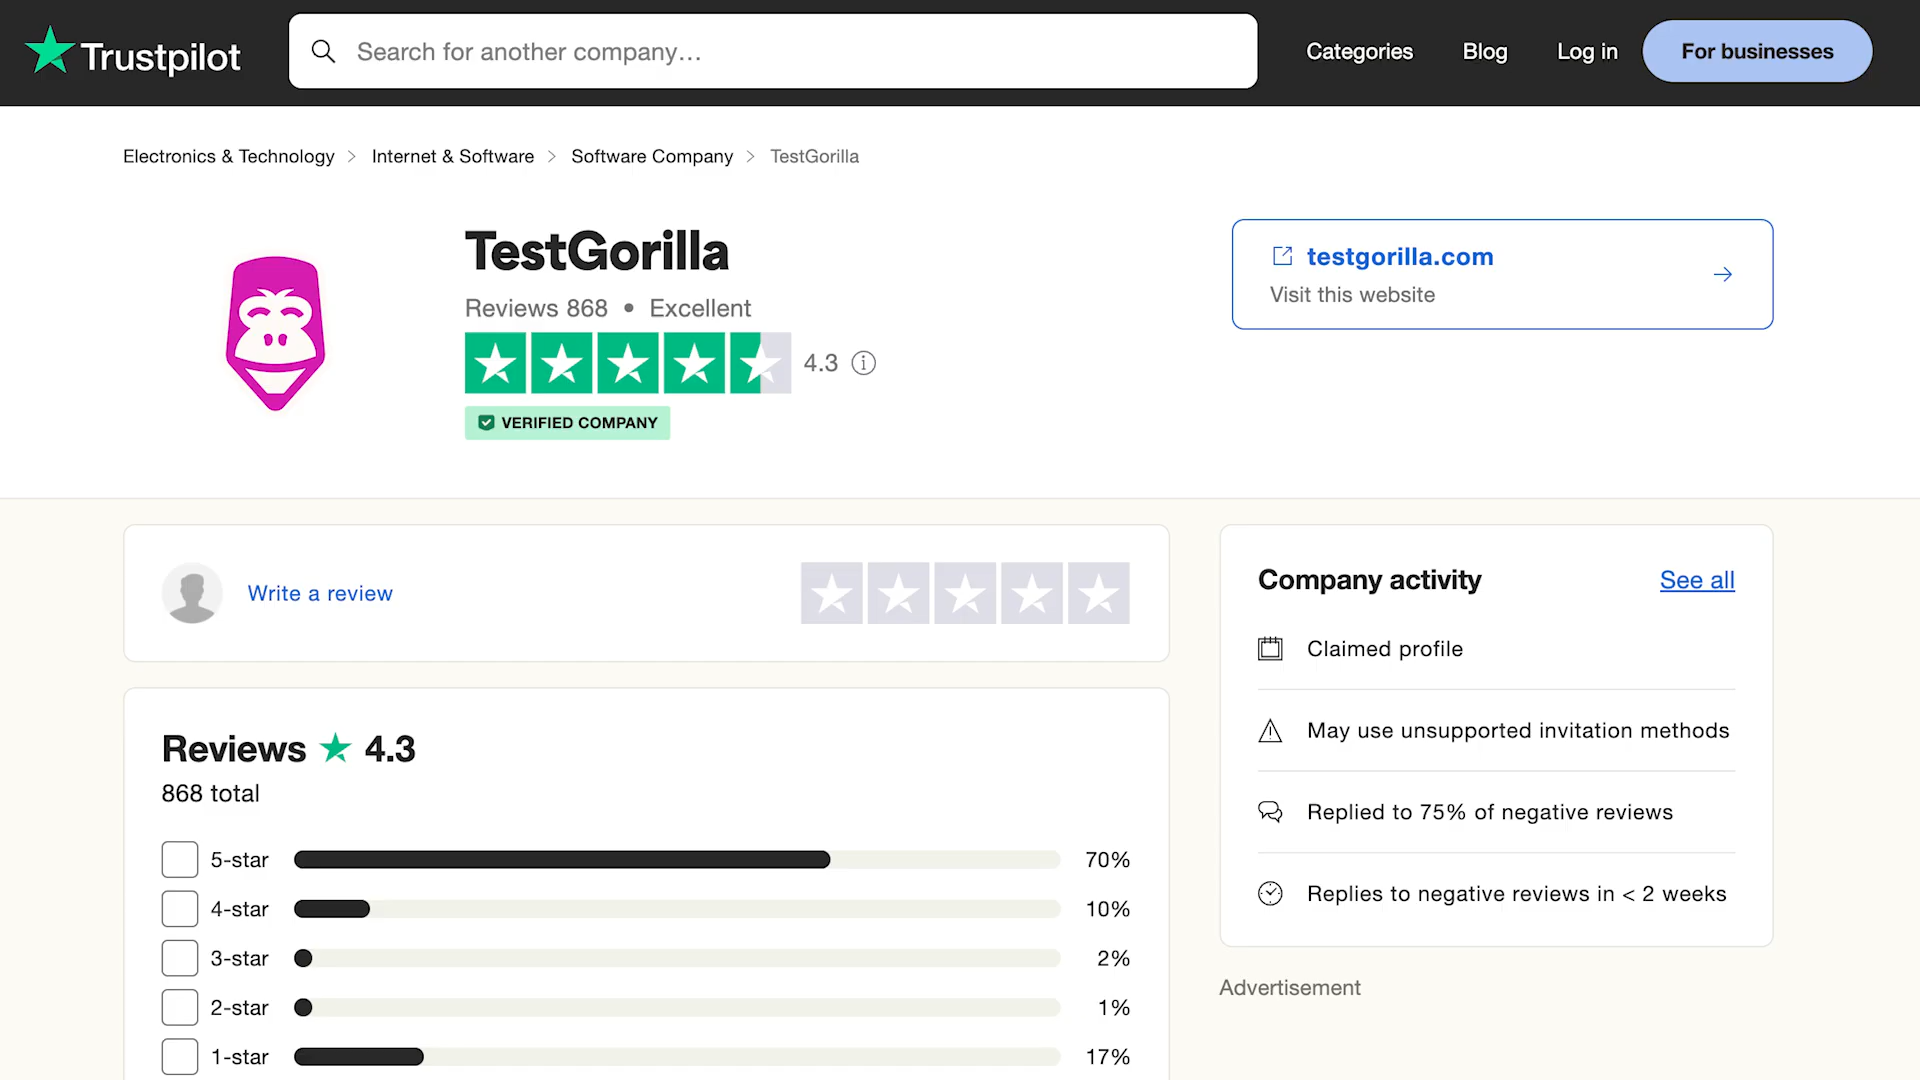 Trustpilot
Search for another company...
Categories
Blog
Log in
For businesses
Electronics & Technology > Internet & Software > Software Company > TestGorilla
TestGorilla
Reviews 868 • Excellent
4.3
VERIFIED COMPANY
testgorilla.com
Visit this website
Write a review
Reviews ★ 4.3
868 total
5-star 70%
4-star 10%
3-star 2%
2-star 1%
1-star 17%
Company activity
See all
Claimed profile
May use unsupported invitation methods
Replied to 75% of negative reviews
Replies to negative reviews in < 2 weeks
Advertisement